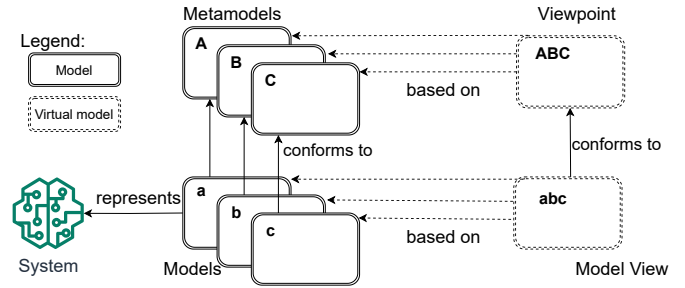 Metamodels
Viewpoint
Legend:
Model
Virtual model
A
B
C
ABC
based on
conforms to
conforms to
represents
a
b
c
abc
based on
System
Models
Model View